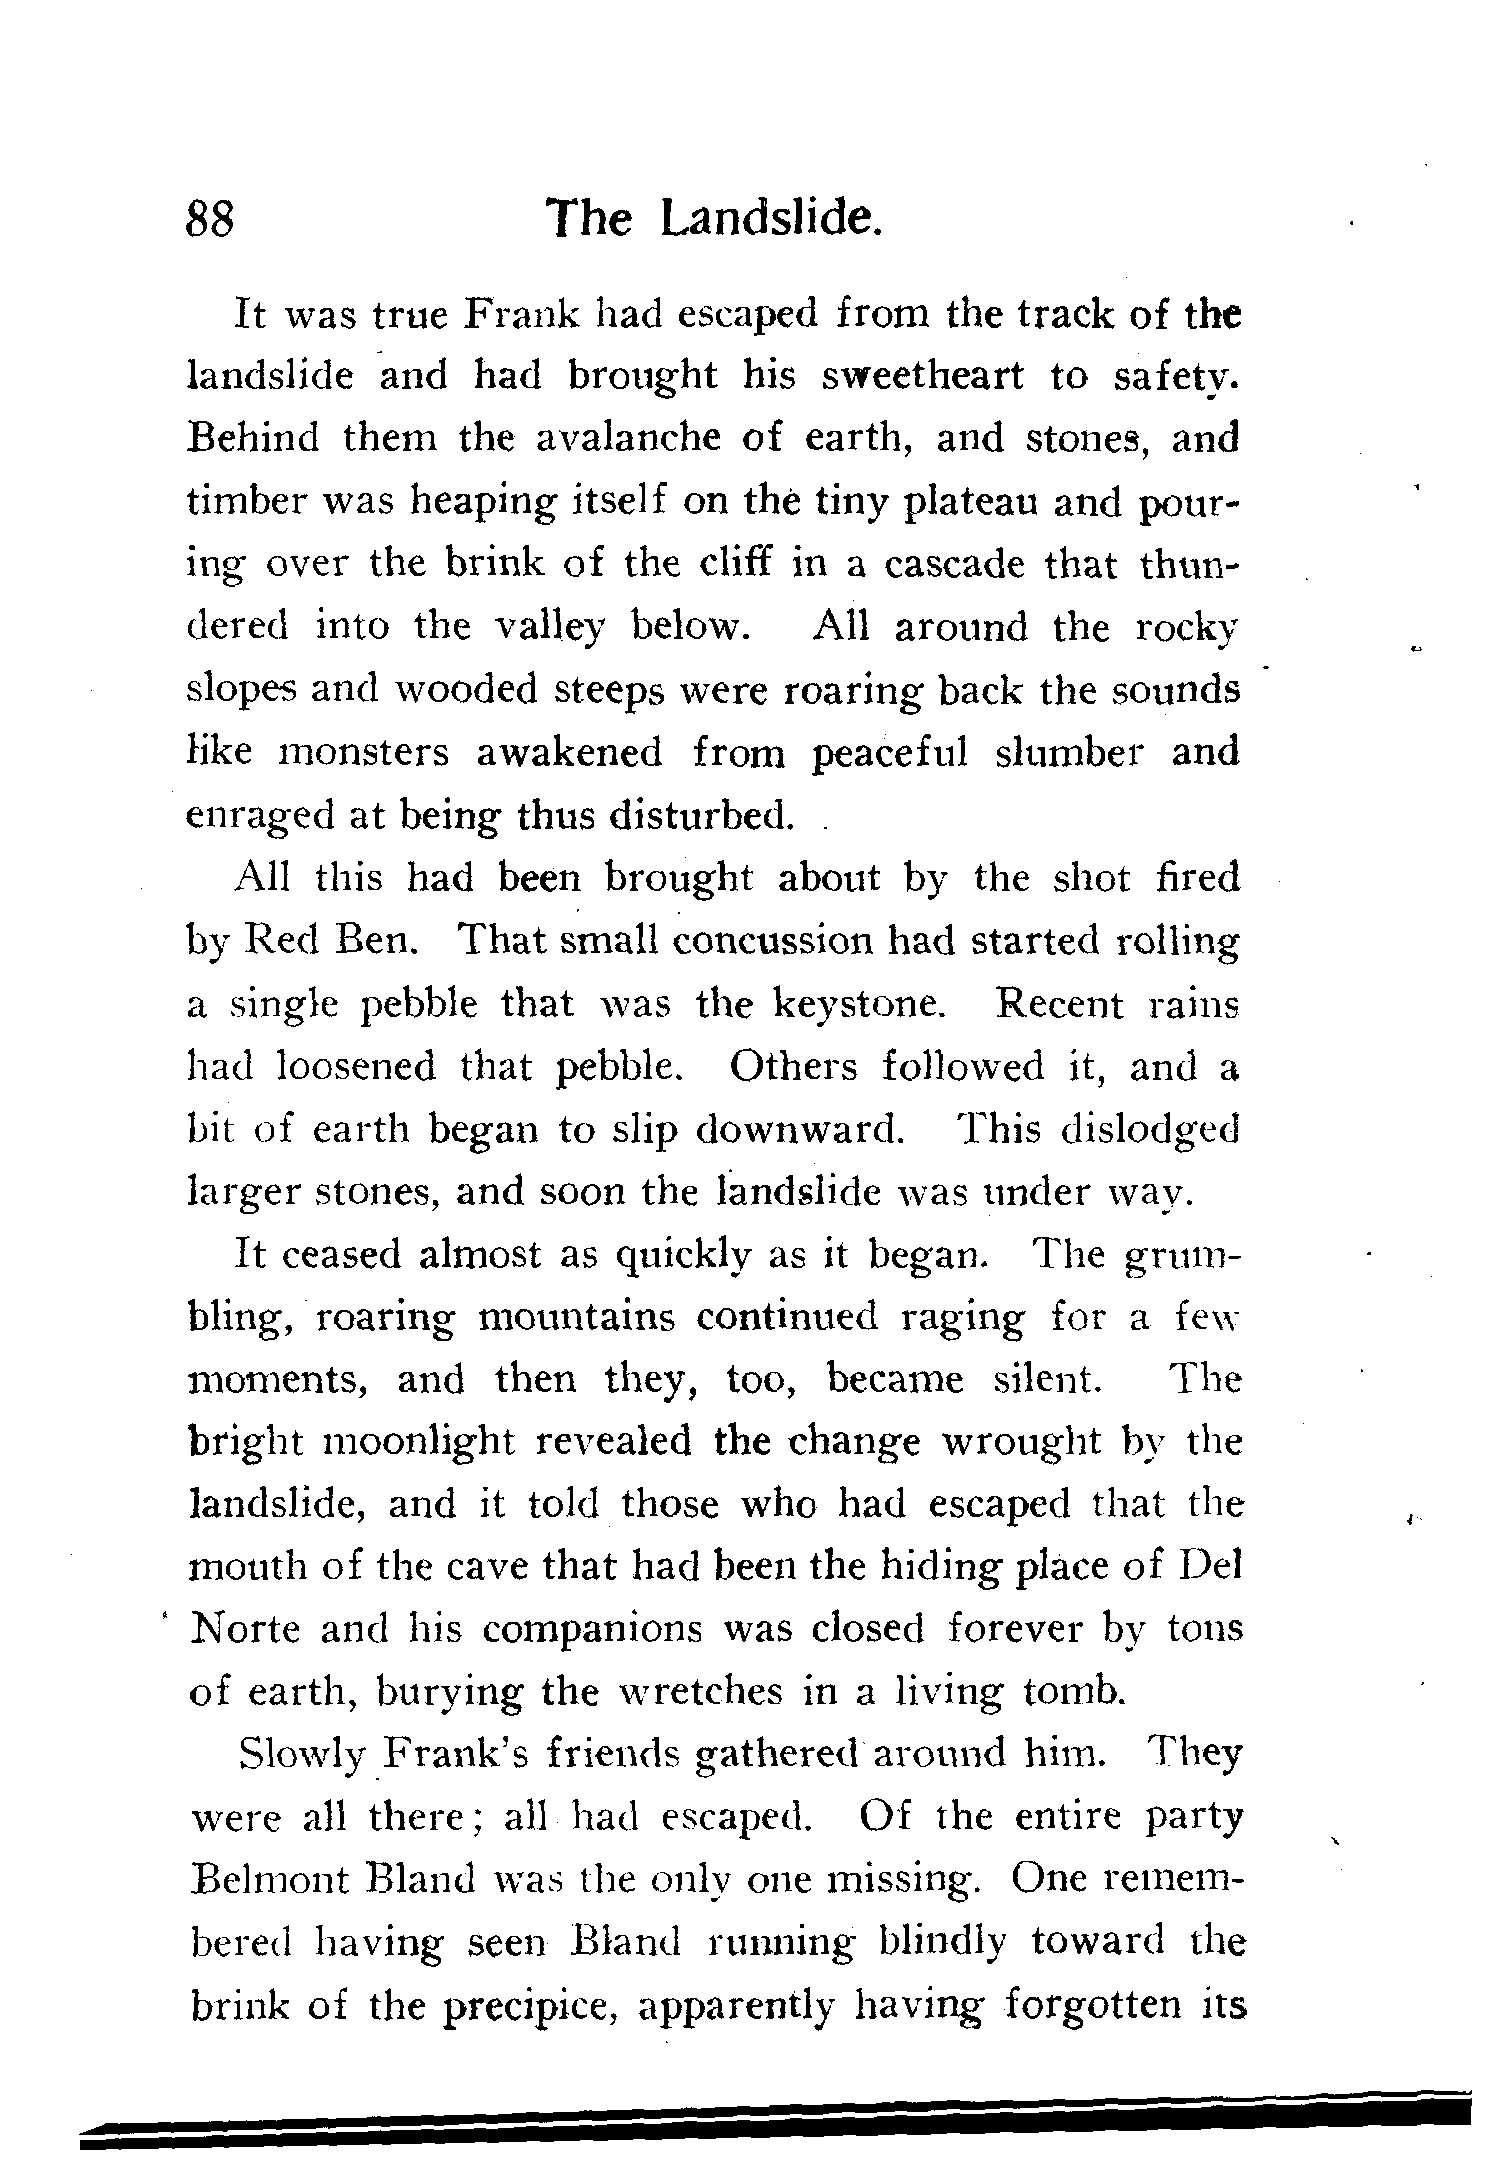 88 The Landslide.
It was true Frank had escaped from the track of the
landslide and had brought his sweetheart to safety.
Behind them the avalanche of earth, and stones, and
timber was heaping itself on the tiny plateau and pour-
ing over the brink of the cliff in a cascade that thun-
dered into the valley below. All around the rocky
slopes and wooded steeps were roaring back the sounds
like monsters awakened from peaceful slumber and
enraged at being thus disturbed.
All this had been brought about by the shot fired
by Red Ben. That small concussion had started rolling
a single pebble that was the keystone. Recent rains
had loosened that pebble. Others followed it, and a
bit of earth began to slip downward. This dislodged
larger stones, and soon the landslide was under way.
It ceased almost as quickly as it began. The grum-
bling, roaring mountains continued raging for a few
moments, and then they, too, became silent. The
bright moonlight revealed the change wrought by the
landslide, and it told those who had escaped that the
mouth of the cave that had been the hiding place of Del
Norte and his companions was closed forever by tons
of earth, burying the wretches in a living tomb.
Slowly Frank's friends gathered around him. They
were all there; all had escaped. Of the entire party
Belmont Bland was the only one missing. One remem-
bered having seen Bland running blindly toward the
brink of the precipice, apparently having forgotten its